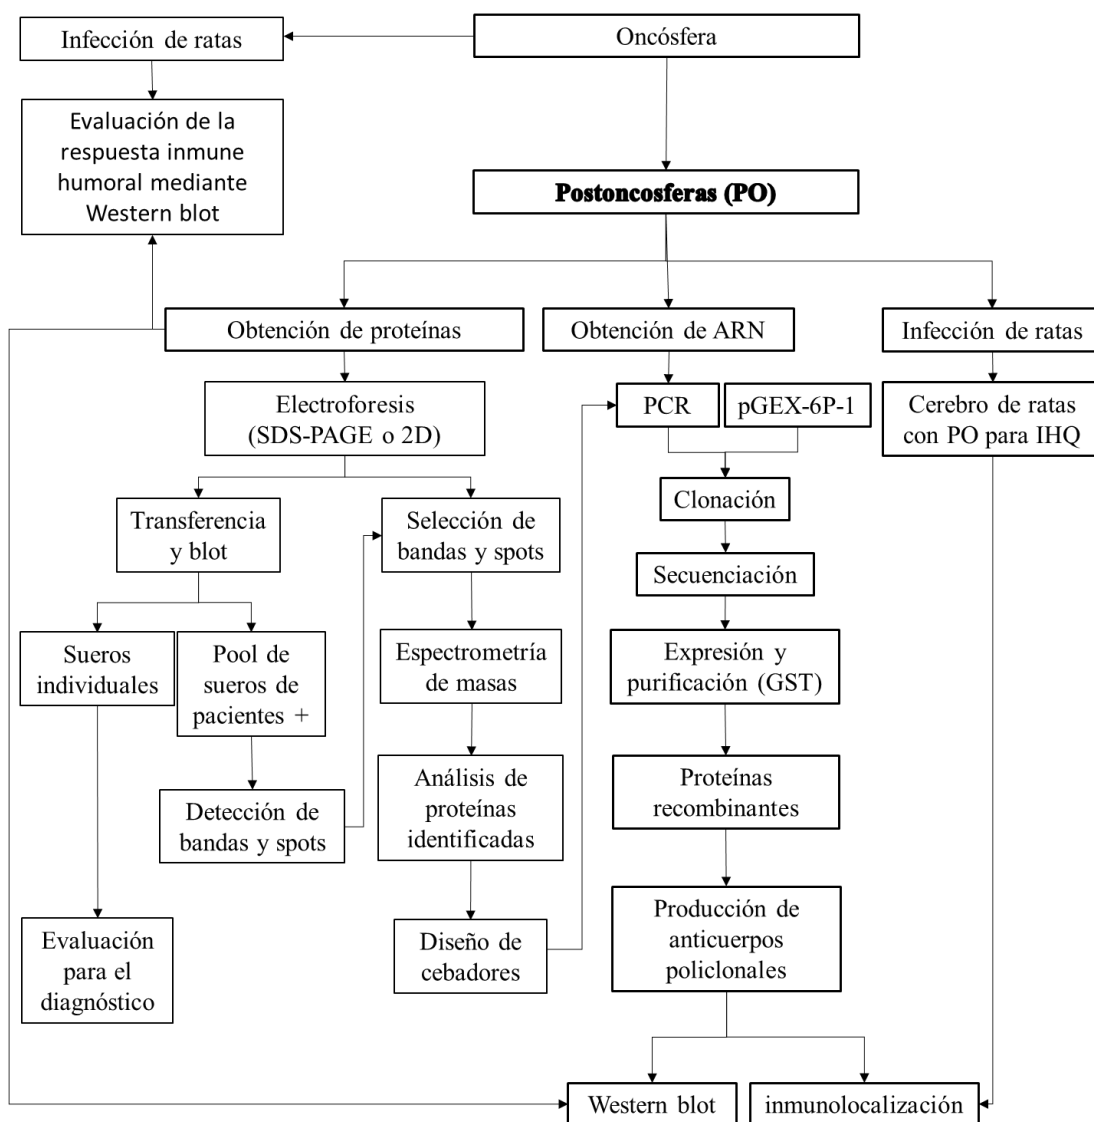 Infección de ratas
Oncósfera
Evaluación de la
respuesta inmune
humoral mediante
Western blot
Postoncosferas (PO)
Obtención de proteínas
Obtención de ARN
Infección de ratas
Electroforesis
(SDS-PAGE o 2D)
PCR
pGEX-6P-1
Cerebro de ratas
con PO para IHQ
Transferencia
y blot
Selección de
bandas y spots
Clonación
Secuenciación
Sueros
individuales
Pool de
sueros de
pacientes +
Espectrometría
de masas
Expresión y
purificación (GST)
Detección de
bandas y spots
Análisis de
proteínas
identificadas
Proteínas
recombinantes
Evaluación
para el
diagnóstico
Diseño de
cebadores
Producción de
anticuerpos
policlonales
Western blot
inmunolocalización